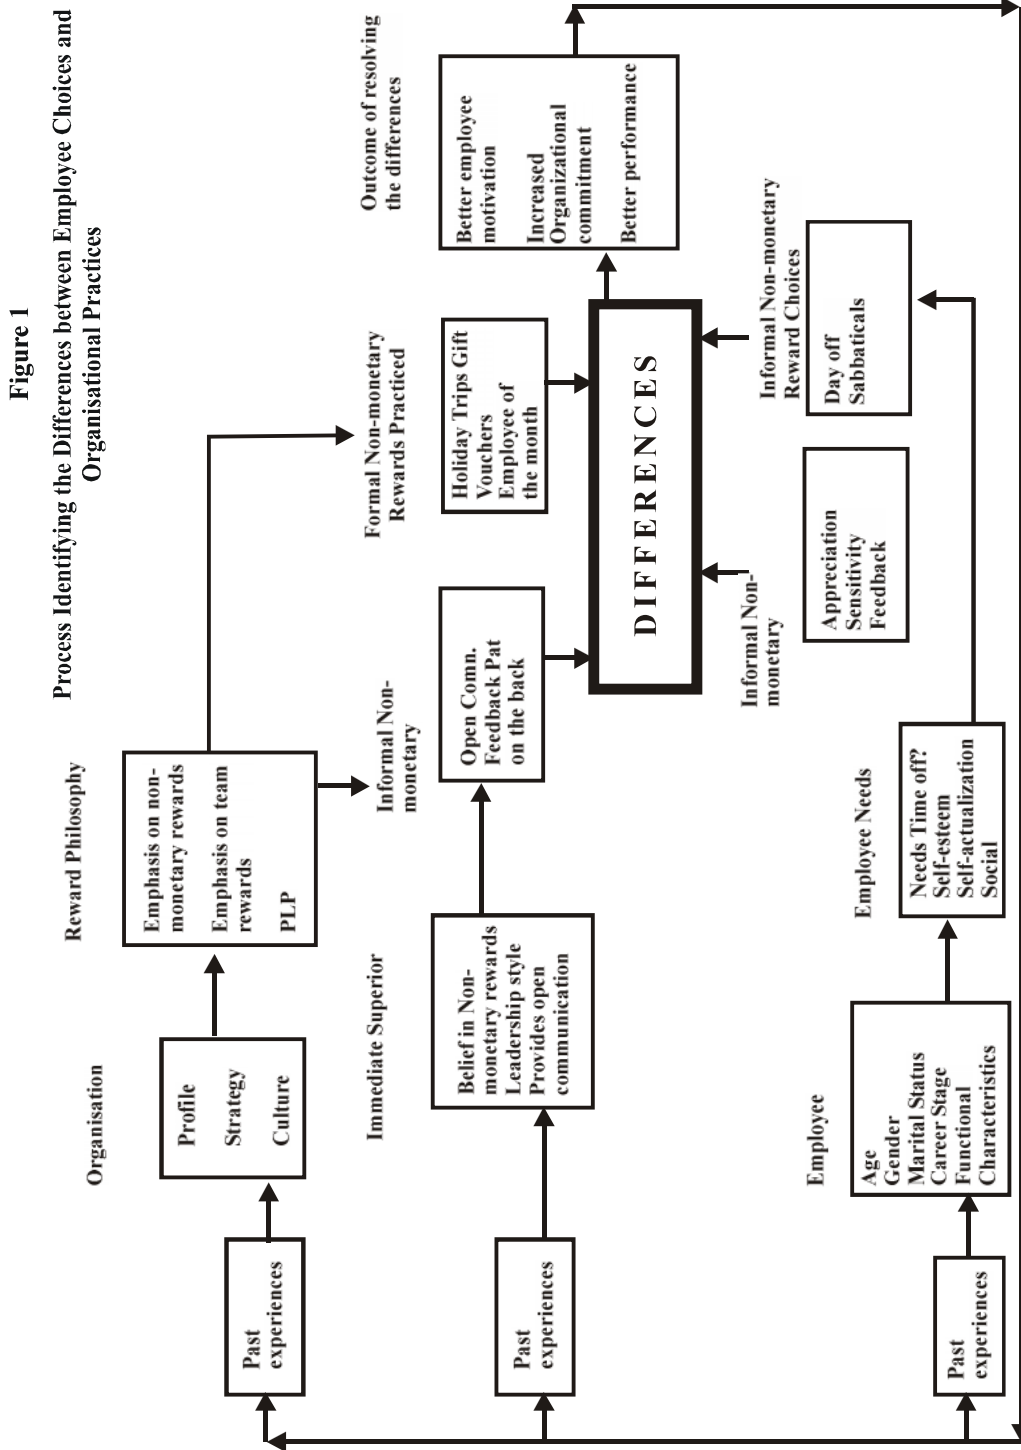 Figure 1
Process Identifying the Differences between Employee Choices and
Organisational Practices
Organisation
Reward Philosophy
Past
experiences
Profile
Strategy
Culture
Emphasis on non-
monetary rewards
Emphasis on team
rewards
PLP
Informal Non-
monetary
Formal Non-monetary
Rewards Practiced
Outcome of resolving
the differences
Immediate Superior
Past
experiences
Belief in Non-
monetary rewards
Leadership style
Provides open
communication
Open Comn.
Feedback Pat
on the back
Holiday Trips Gift
Vouchers
Employee of
the month
Better employee
motivation
Increased
Organizational
commitment
Better performance
DIFFERENCES
Informal Non-
monetary
Informal Non-monetary
Reward Choices
Appreciation
Sensitivity
Feedback
Day off
Sabbaticals
Employee
Employee Needs
Past
experiences
Age
Gender
Marital Status
Career Stage
Functional
Characteristics
Needs Time off?
Self-esteem
Self-actualization
Social